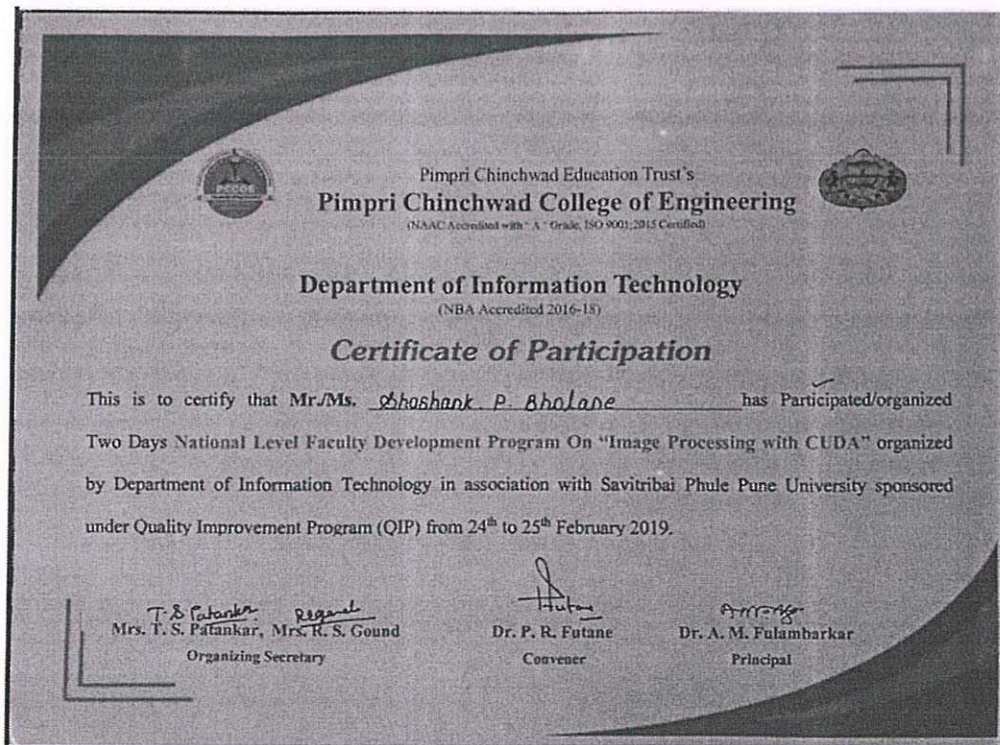 PCCOE
Pimpri Chinchwad Education Trust's
Pimpri Chinchwad College of Engineering
(NAAC Accredited with "A" Grade, ISO 9001:2015 Certified)
Department of Information Technology
(NBA Accredited 2016-18)
Certificate of Participation
This is to certify that Mr./Ms. Shashank P. Bholane has Participated/organized
Two Days National Level Faculty Development Program On “Image Processing with CUDA” organized
by Department of Information Technology in association with Savitribai Phule Pune University sponsored
under Quality Improvement Program (QIP) from 24th to 25th February 2019.
T. S Patankar
Mrs. T. S. Patankar, Mrs. R. S. Gound
Organizing Secretary
Futane
Dr. P. R. Futane
Convener
Dr. A. M. Fulambarkar
Principal